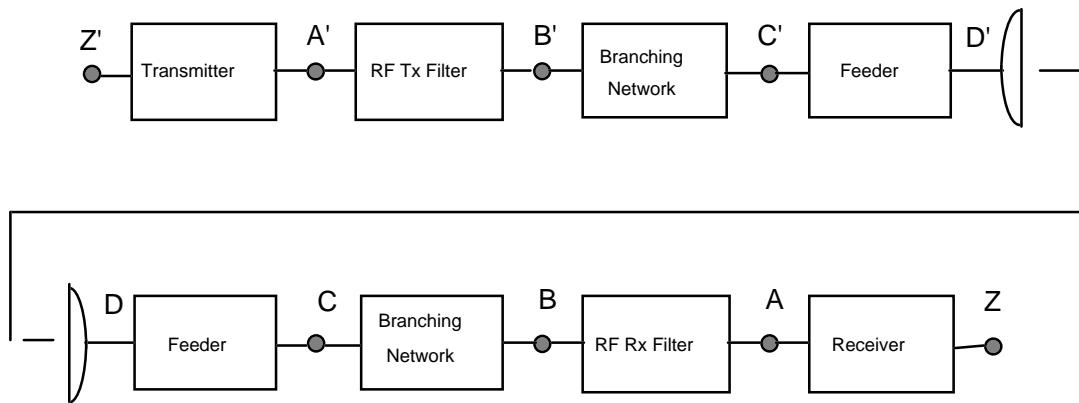 Z'
Transmitter
A'
RF Tx Filter
B'
Branching
Network
C'
Feeder
D'
D
Feeder
C
Branching
Network
B
RF Rx Filter
A
Receiver
Z